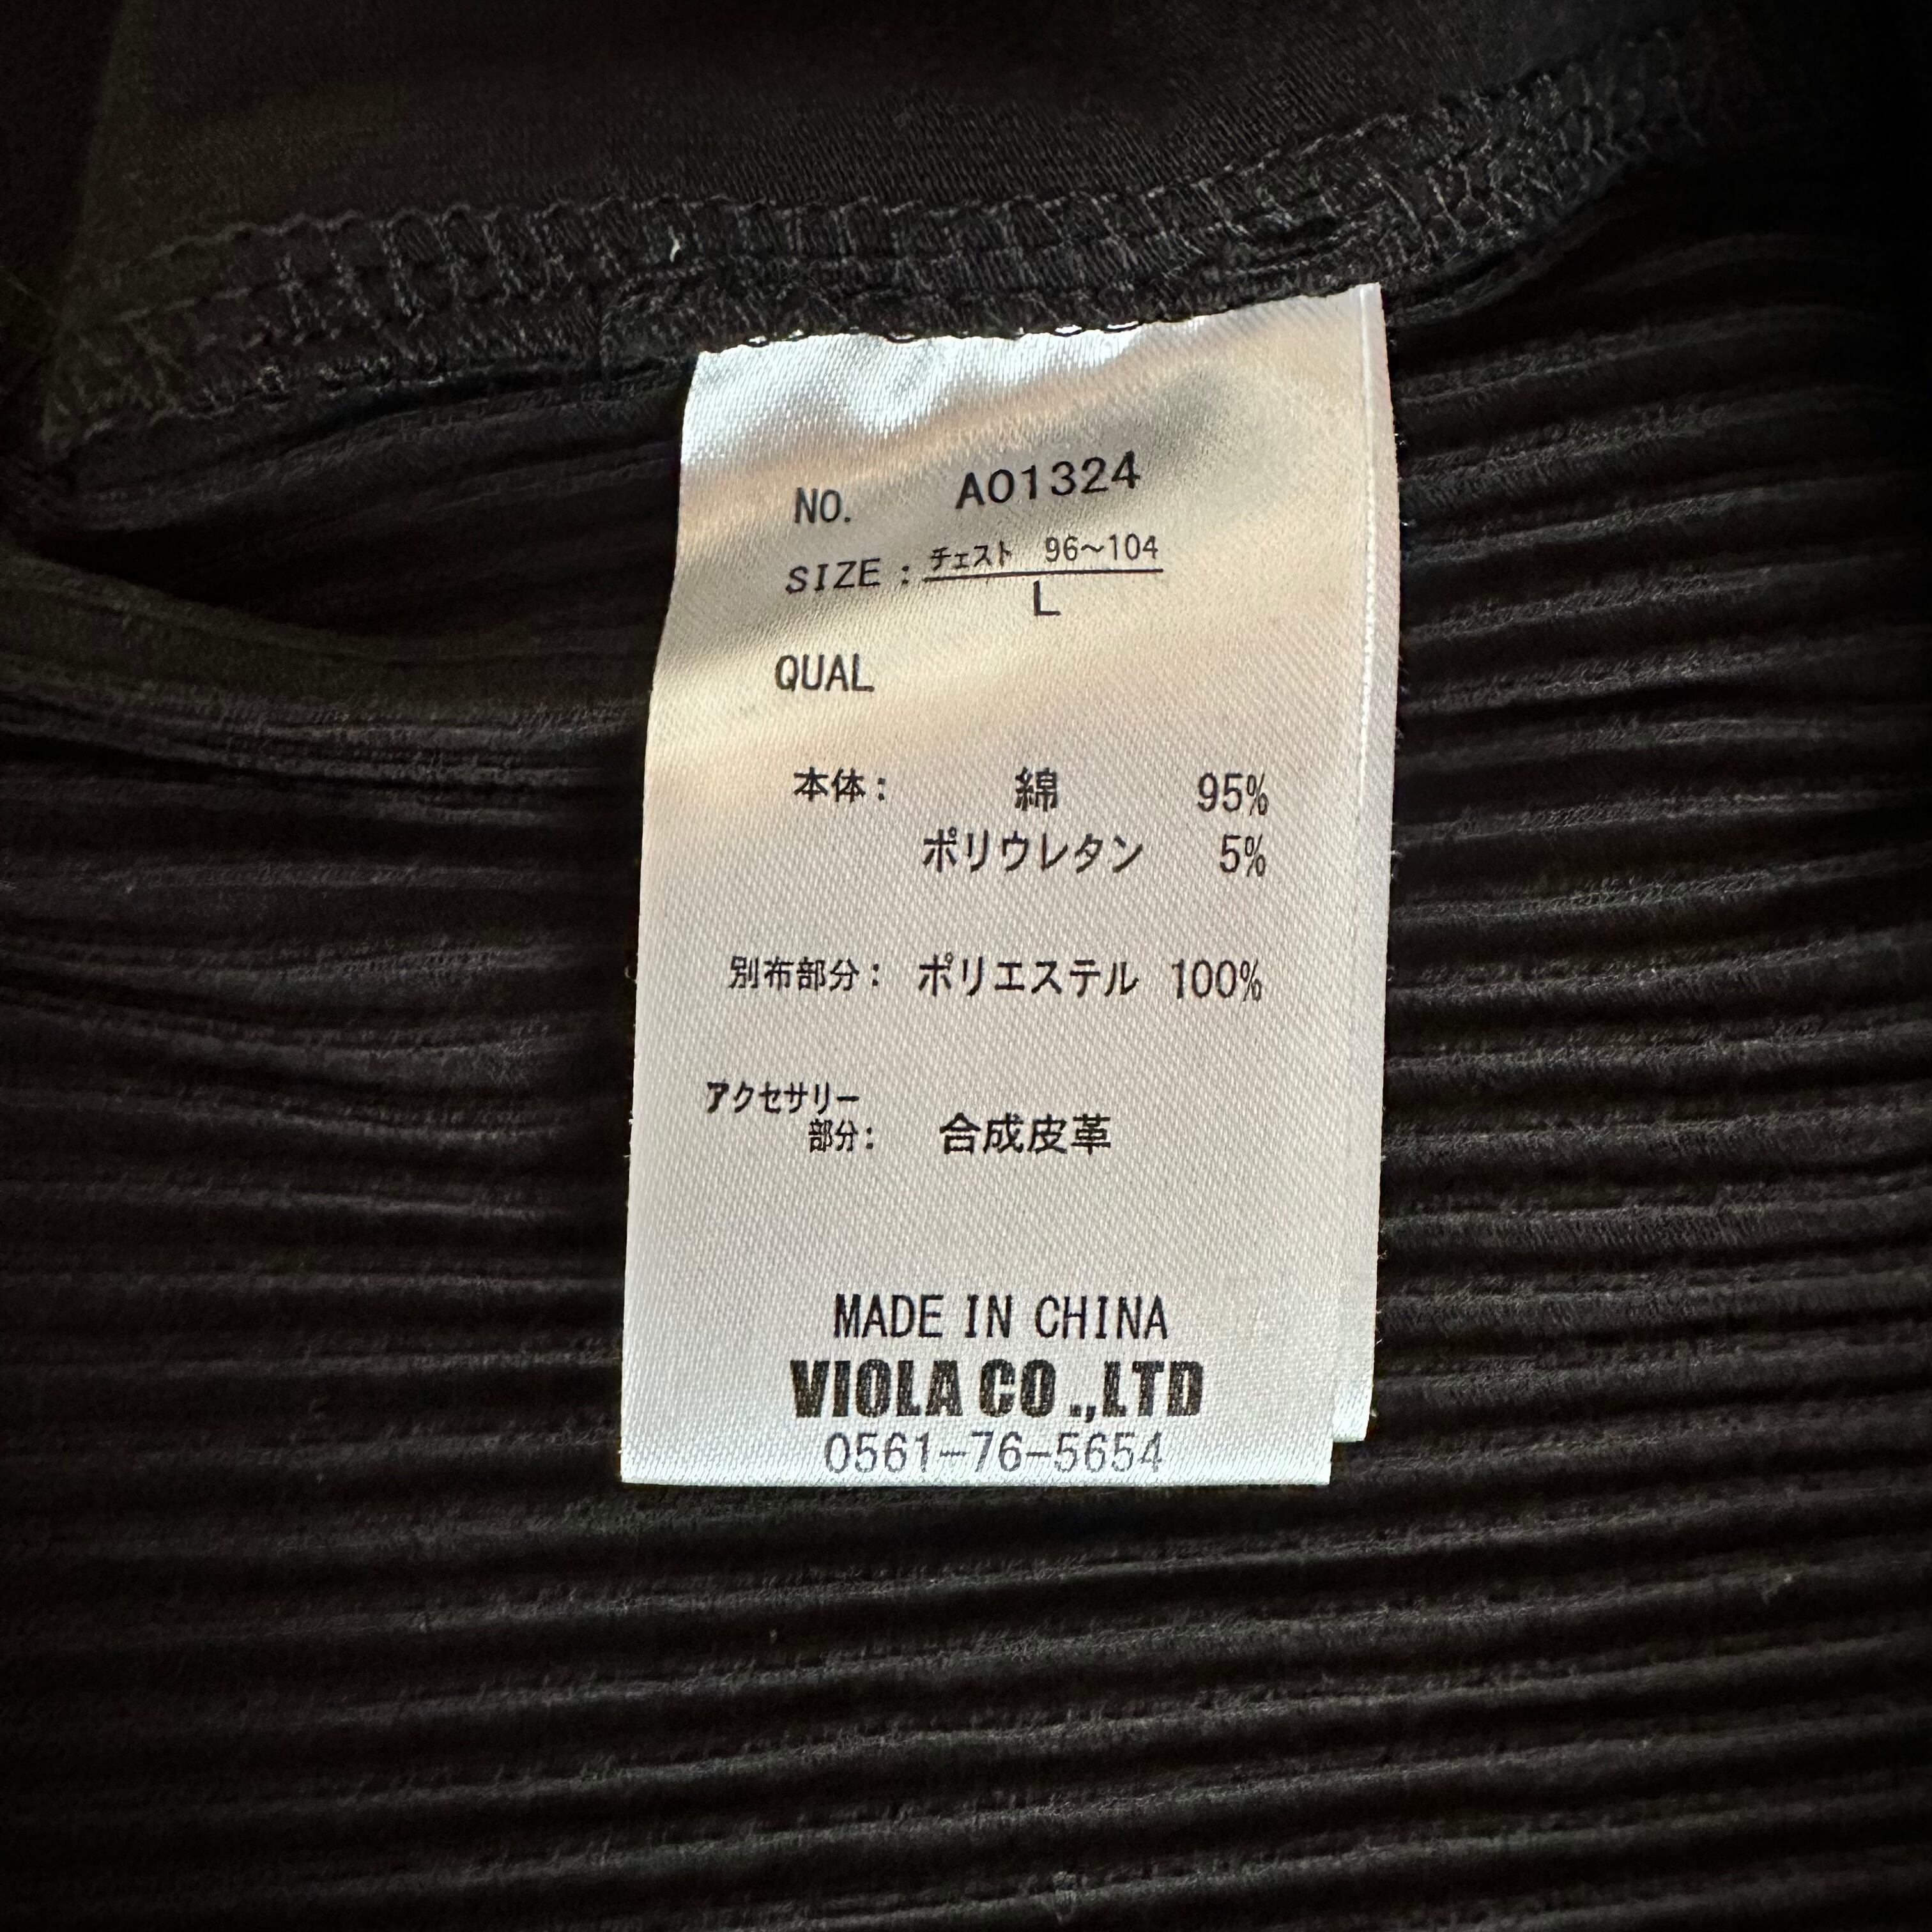 NO. A01324
SIZE : チェスト 96～104
L
QUAL
本体： 綿 95%
ポリウレタン 5%
別布部分： ポリエステル 100%
アクセサリー
部分： 合成皮革
MADE IN CHINA
VIOLA CO.,LTD
0561-76-5654